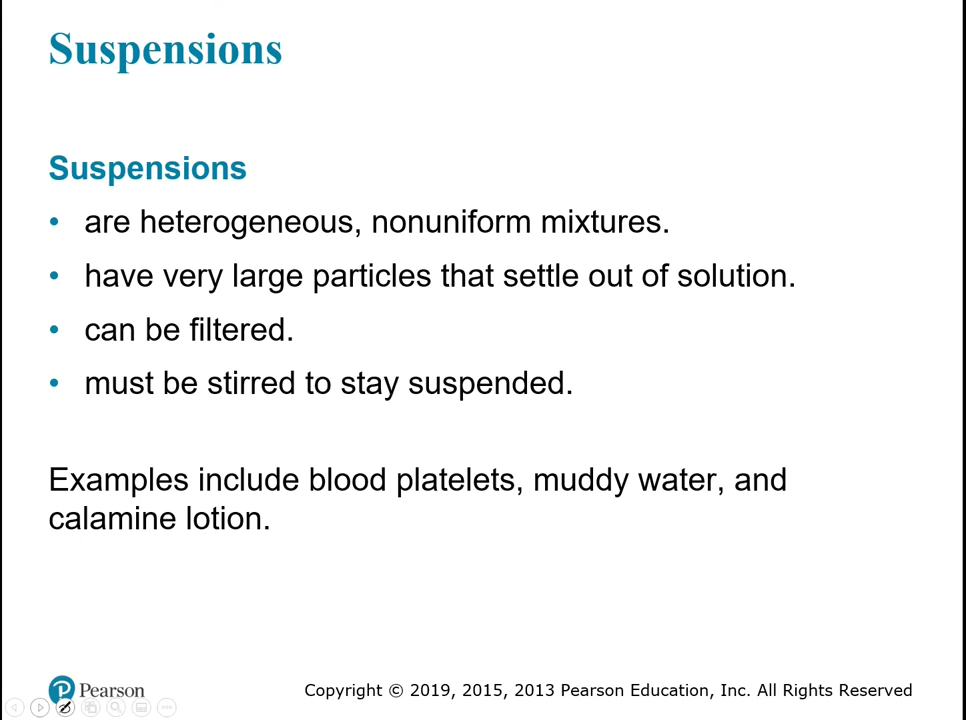 Suspensions
Suspensions
• are heterogeneous, nonuniform mixtures.
• have very large particles that settle out of solution.
• can be filtered.
• must be stirred to stay suspended.
Examples include blood platelets, muddy water, and
calamine lotion.
Pearson
Copyright © 2019, 2015, 2013 Pearson Education, Inc. All Rights Reserved